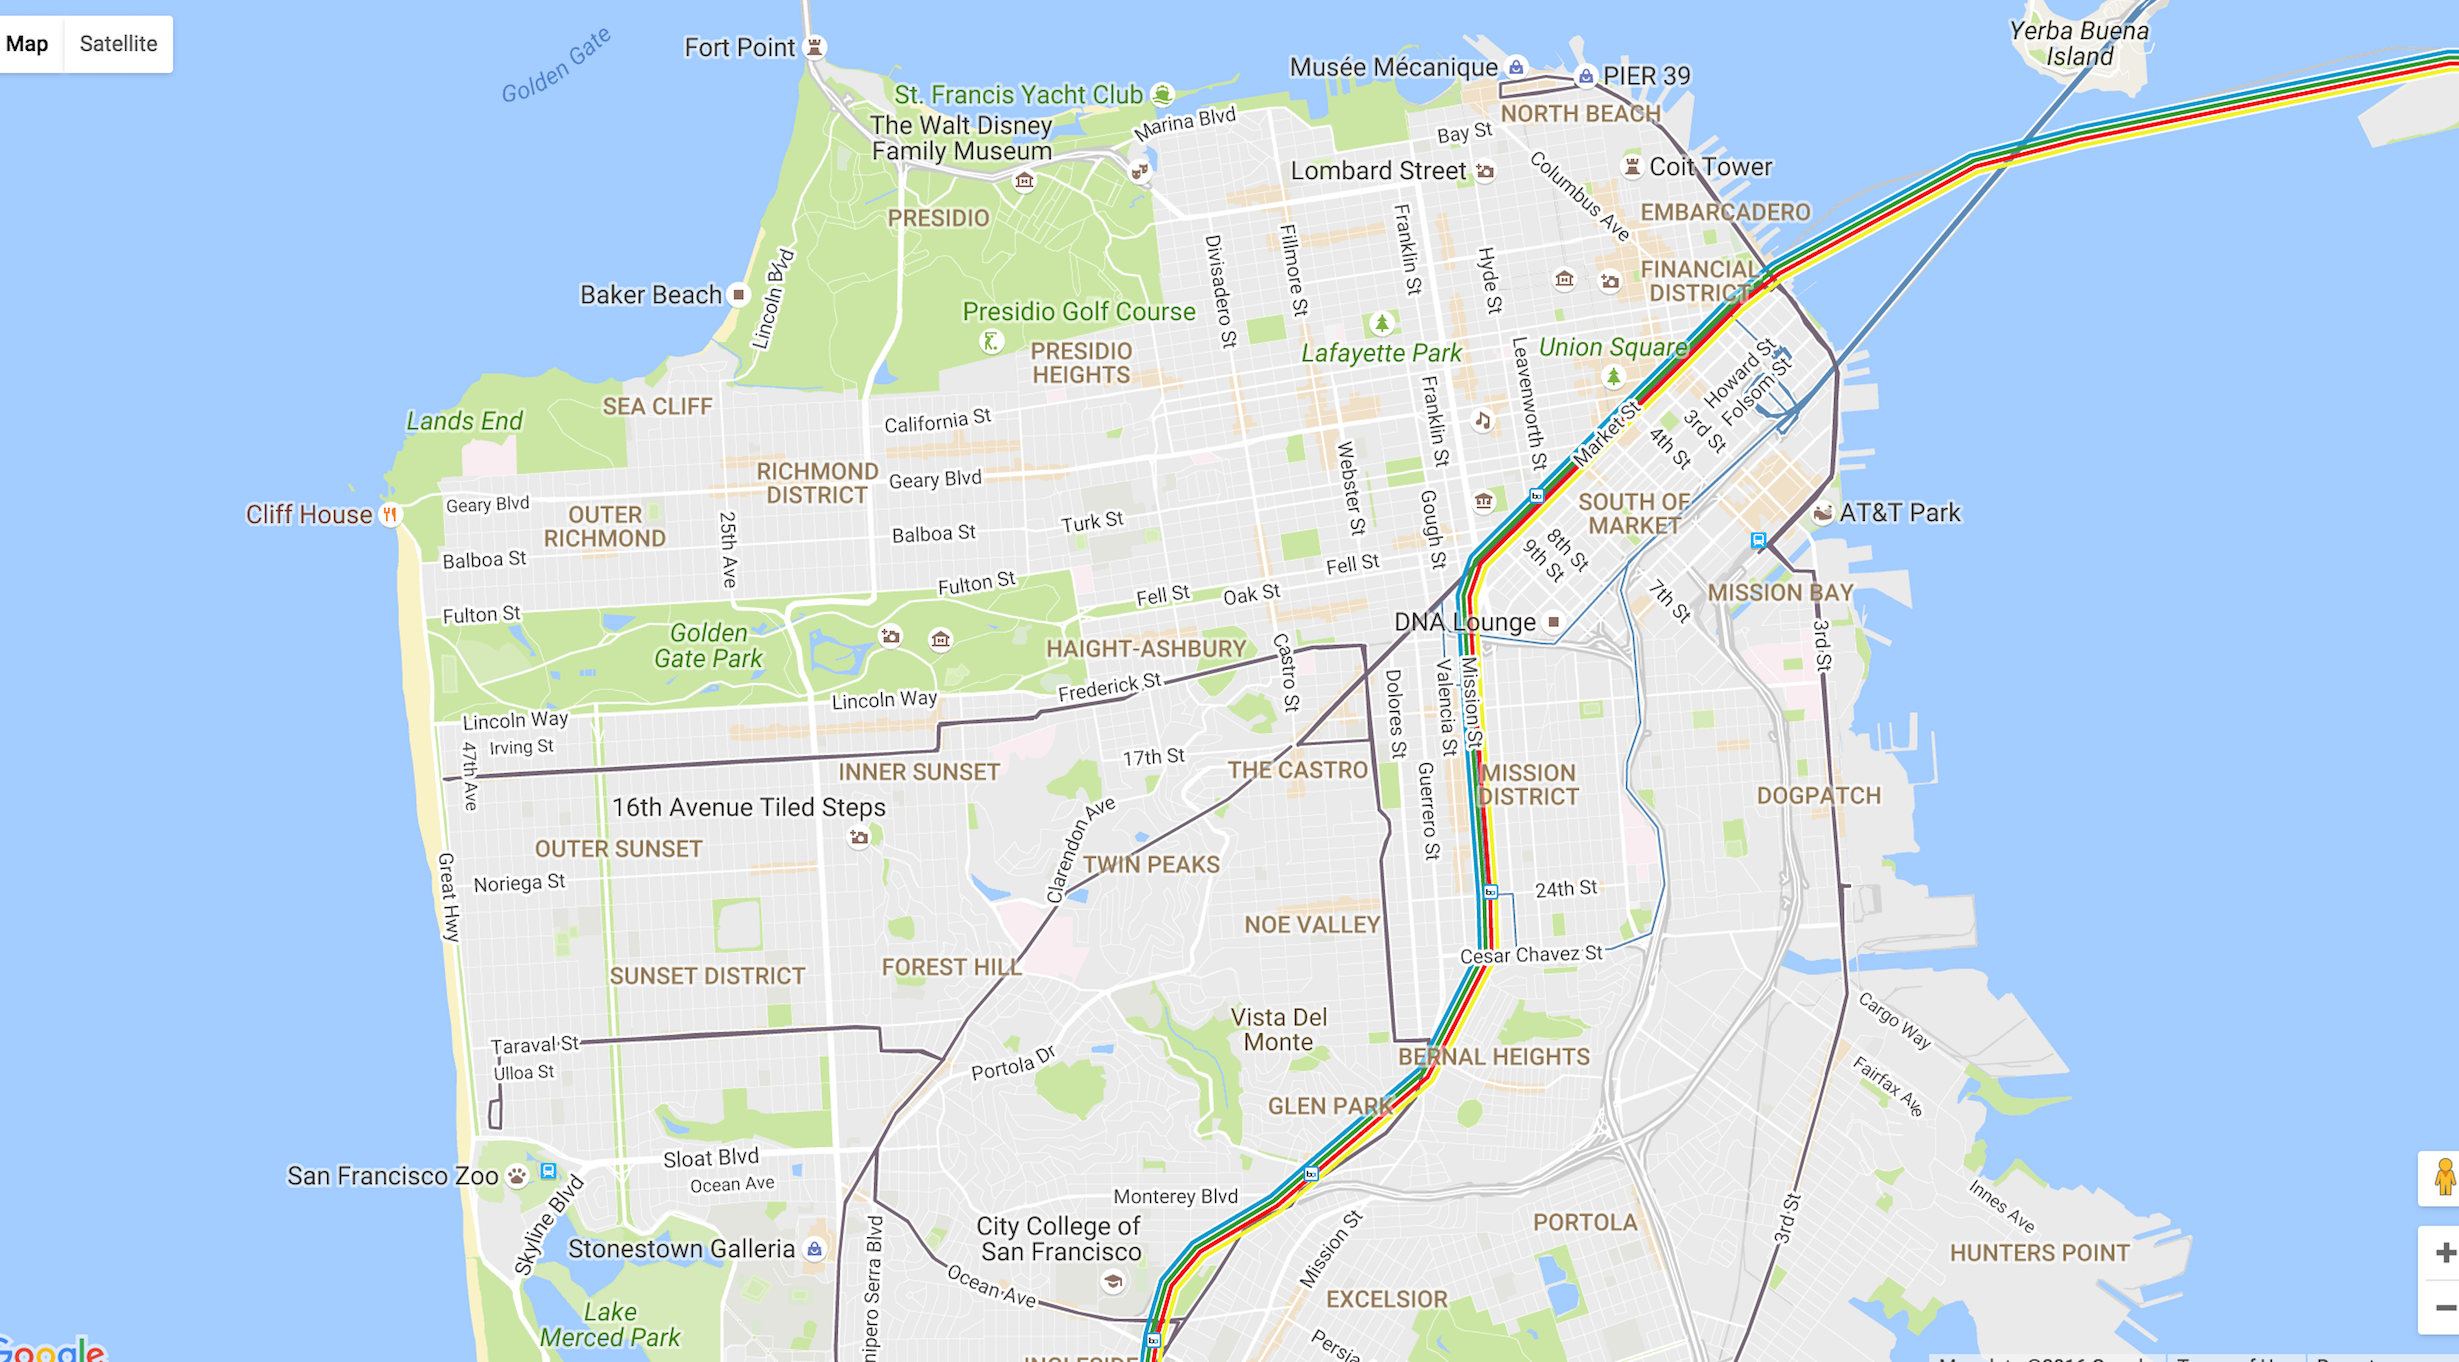 Map
Satellite
Golden Gate
Fort Point
St. Francis Yacht Club
The Walt Disney
Family Museum
Marina Blvd
Musée Mécanique
PIER 39
NORTH BEACH
Yerba Buena
Island
Bay St
Lombard Street
Columbus Ave
Coit Tower
EMBARCADERO
PRESIDIO
FINANCIAL
DISTRICT
Lincoln Blvd
Baker Beach
Presidio Golf Course
PRESIDIO
HEIGHTS
Divisadero St
Fillmore St
Franklin St
Hyde St
Lafayette Park
Leavenworth St
Union Square
Howard St
Folsom St
3rd St
4th St
Market St
SEA CLIFF
Lands End
California St
Franklin St
RICHMOND
DISTRICT
Geary Blvd
Geary Blvd
Webster St
Gough St
Cliff House
OUTER
RICHMOND
25th Ave
Balboa St
Turk St
SOUTH OF
MARKET
8th St
9th St
7th St
AT&T Park
Balboa St
Fulton St
Fell St
Fell St
Oak St
MISSION BAY
Fulton St
Golden
Gate Park
HAIGHT-ASHBURY
DNA Lounge
3rd St
Castro St
Frederick St
Dolores St
Valencia St
Mission St
Lincoln Way
Lincoln Way
Irving St
47th Ave
INNER SUNSET
17th St
THE CASTRO
Guerrero St
MISSION
DISTRICT
DOGPATCH
16th Avenue Tiled Steps
Clarendon Ave
OUTER SUNSET
TWIN PEAKS
Great Hwy
Noriega St
24th St
NOE VALLEY
Cesar Chavez St
SUNSET DISTRICT
FOREST HILL
Vista Del
Monte
Cargo Way
Taraval St
Ulloa St
Portola Dr
BERNAL HEIGHTS
Fairfax Ave
GLEN PARK
San Francisco Zoo
Sloat Blvd
Ocean Ave
Skyline Blvd
Monterey Blvd
Innes Ave
City College of
San Francisco
Stonestown Galleria
Mission St
PORTOLA
3rd St
HUNTERS POINT
Ocean Ave
nipero Serra Blvd
EXCELSIOR
Lake
Merced Park
Persia
Google